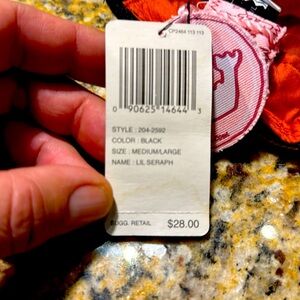 CP2464 113 113
0 90625 14644 3
STYLE : 204-2592
COLOR : BLACK
SIZE : MEDIUM/LARGE
NAME : LIL SERAPH
SUGG. RETAIL $28.00